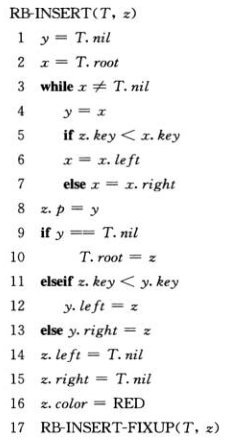 RB-INSERT(T, z)
1 y = T. nil
2 x = T. root
3 while x ≠ T. nil
4 y = x
5 if z. key < x. key
6 x = x. left
7 else x = x. right
8 z. p = y
9 if y == T. nil
10 T. root = z
11 elseif z. key < y. key
12 y. left = z
13 else y. right = z
14 z. left = T. nil
15 z. right = T. nil
16 z. color = RED
17 RB-INSERT-FIXUP(T, z)